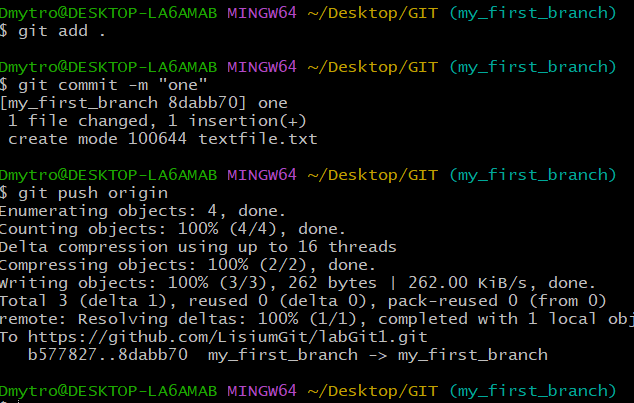 Dmytro@DESKTOP-LA6AMAB MINGW64 ~/Desktop/GIT (my_first_branch)
$ git add .
Dmytro@DESKTOP-LA6AMAB MINGW64 ~/Desktop/GIT (my_first_branch)
$ git commit -m "one"
[my_first_branch 8dabb70] one
 1 file changed, 1 insertion(+)
 create mode 100644 textfile.txt
Dmytro@DESKTOP-LA6AMAB MINGW64 ~/Desktop/GIT (my_first_branch)
$ git push origin
Enumerating objects: 4, done.
Counting objects: 100% (4/4), done.
Delta compression using up to 16 threads
Compressing objects: 100% (2/2), done.
Writing objects: 100% (3/3), 262 bytes | 262.00 KiB/s, done.
Total 3 (delta 1), reused 0 (delta 0), pack-reused 0 (from 0)
remote: Resolving deltas: 100% (1/1), completed with 1 local obj
To https://github.com/LisiumGit/labGit1.git
   b577827..8dabb70  my_first_branch -> my_first_branch
Dmytro@DESKTOP-LA6AMAB MINGW64 ~/Desktop/GIT (my_first_branch)